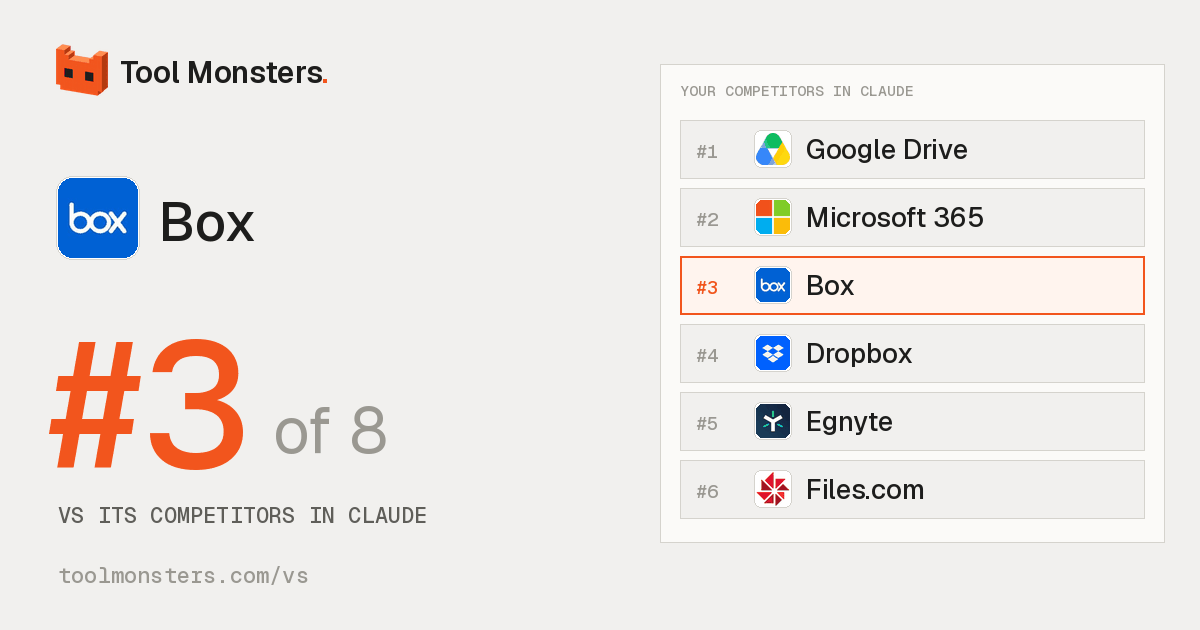 Tool Monsters.
box
Box
#3 of 8
VS ITS COMPETITORS IN CLAUDE
toolmonsters.com/vs
YOUR COMPETITORS IN CLAUDE
#1 Google Drive
#2 Microsoft 365
#3 box Box
#4 Dropbox
#5 Egnyte
#6 Files.com